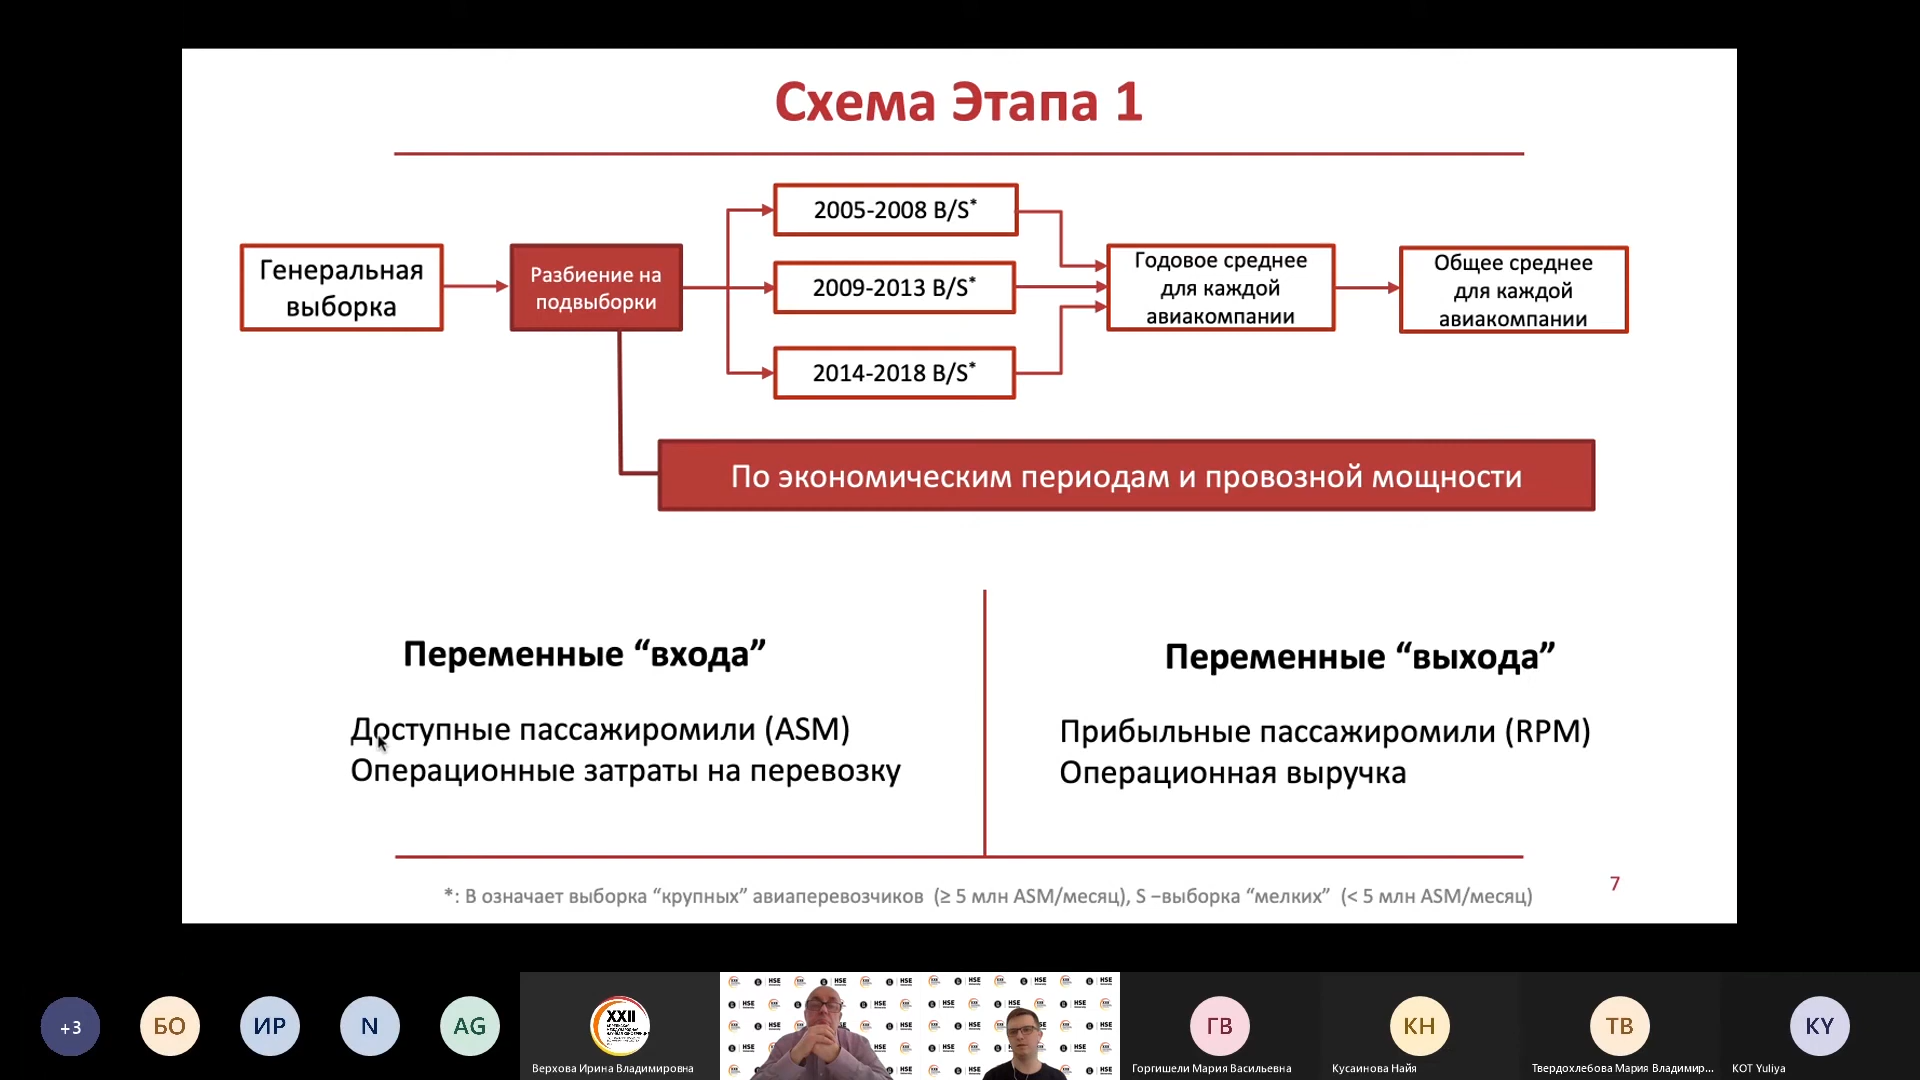 Схема Этапа 1
Генеральная
выборка
Разбиение на
подвыборки
2005-2008 B/S*
2009-2013 B/S*
2014-2018 B/S*
Годовое среднее
для каждой
авиакомпании
Общее среднее
для каждой
авиакомпании
По экономическим периодам и провозной мощности
Переменные “входа”
Доступные пассажиромили (ASM)
Операционные затраты на перевозку
Переменные “выхода”
Прибыльные пассажиромили (RPM)
Операционная выручка
*: B означает выборка “крупных” авиаперевозчиков (≥ 5 млн ASM/месяц), S –выборка “мелких” (< 5 млн ASM/месяц)
7
+3
БО
ИР
N
AG
XXII
Верхова Ирина Владимировна
HSE
ГВ
Горгишели Мария Васильевна
КН
Кусаинова Найя
ТВ
Твердохлебова Мария Владимир...
KY
KOT Yuliya